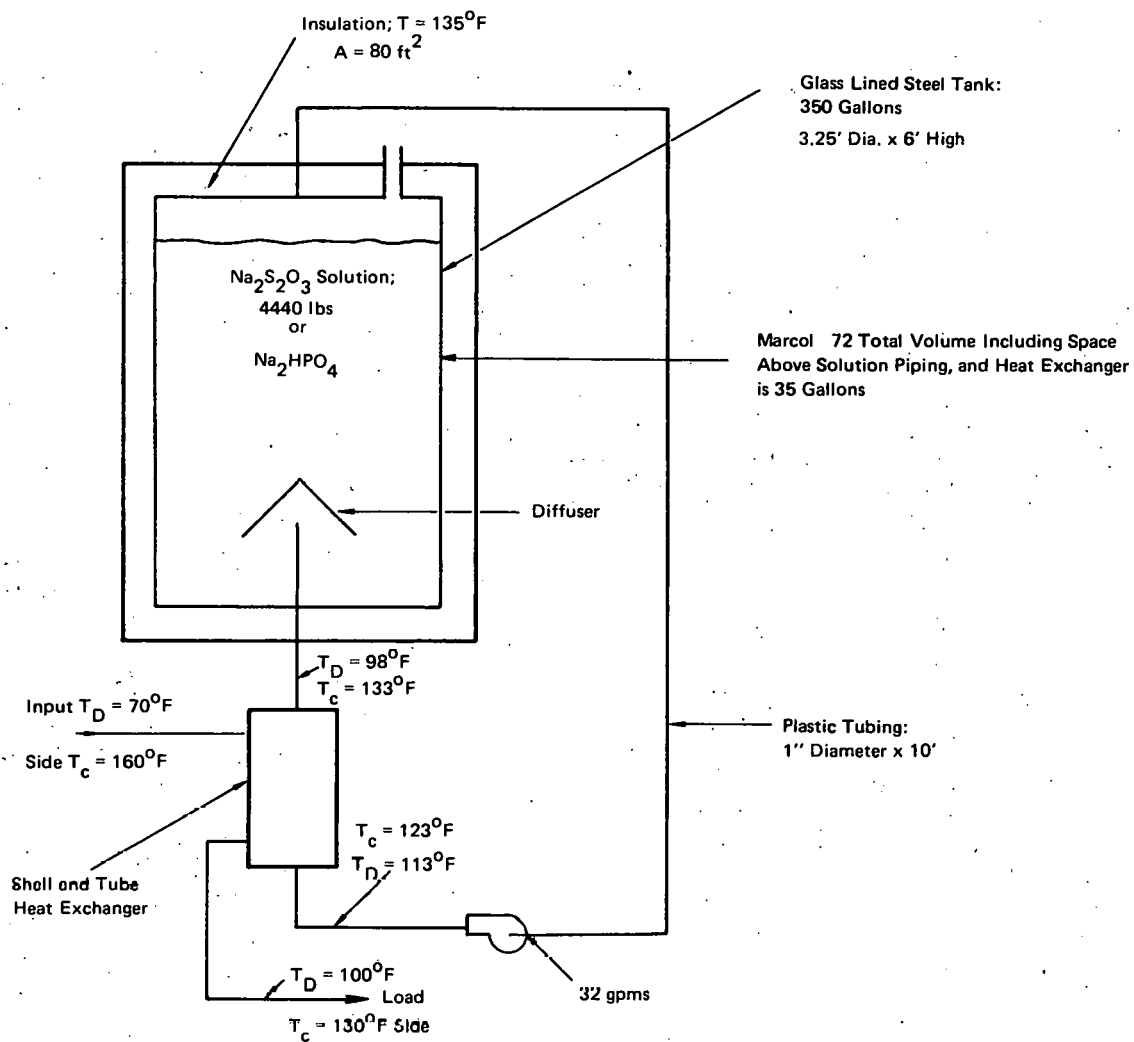 Insulation; T = 135°F
A = 80 ft²
Glass Lined Steel Tank:
350 Gallons
3.25' Dia. x 6' High
Na₂S₂O₃ Solution;
4440 lbs
or
Na₂HPO₄
Marcol 72 Total Volume Including Space
Above Solution Piping, and Heat Exchanger
is 35 Gallons
Diffuser
T_D = 98°F
T_c = 133°F
Input T_D = 70°F
Side T_c = 160°F
Plastic Tubing:
1" Diameter x 10'
T_c = 123°F
T_D = 113°F
Shell and Tube
Heat Exchanger
32 gpms
T_D = 100°F
Load
T_c = 130°F Side